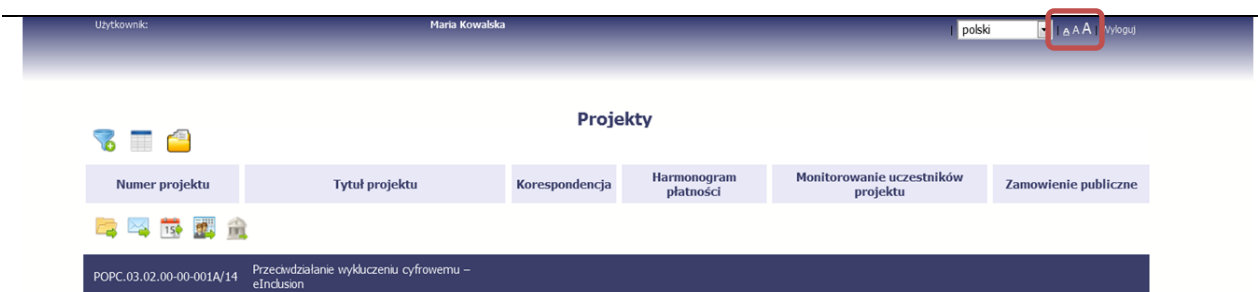 Użytkownik: Maria Kowalska | polski | A A A | Wyloguj
Projekty
Numer projektu Tytuł projektu Korespondencja Harmonogram płatności Monitorowanie uczestników projektu Zamowienie publiczne
15
POPC.03.02.00-00-001A/14 Przeciwdziałanie wykluczeniu cyfrowemu –
eInclusion